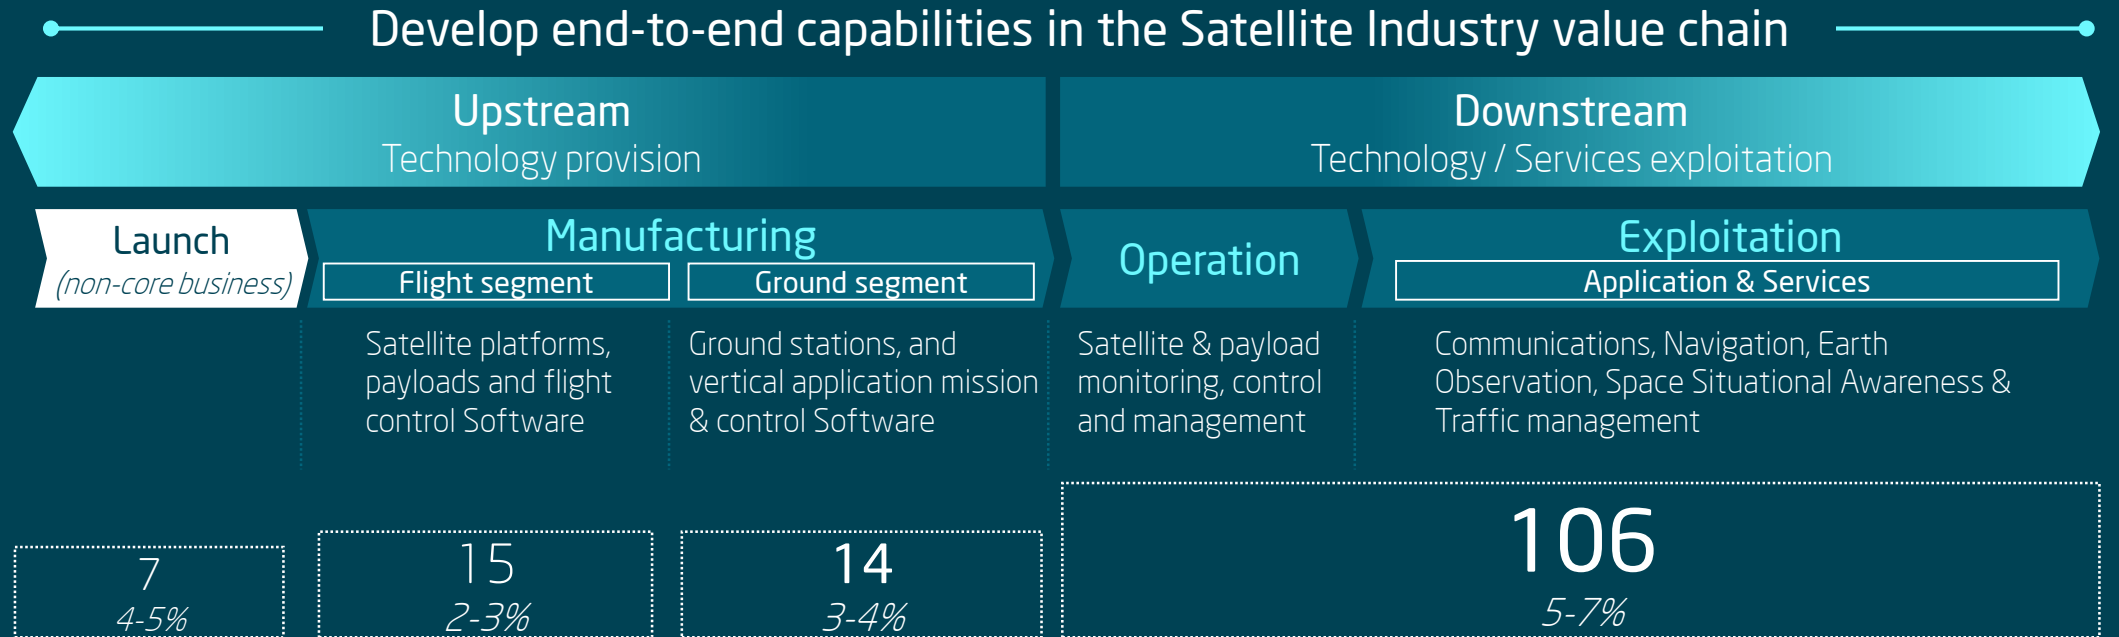 Develop end-to-end capabilities in the Satellite Industry value chain
Upstream
Technology provision
Downstream
Technology / Services exploitation
Launch
(non-core business)
Manufacturing
Flight segment
Ground segment
Operation
Exploitation
Application & Services
Satellite platforms,
payloads and flight
control Software
Ground stations, and
vertical application mission
& control Software
Satellite & payload
monitoring, control
and management
Communications, Navigation, Earth
Observation, Space Situational Awareness &
Traffic management
7
4-5%
15
2-3%
14
3-4%
106
5-7%